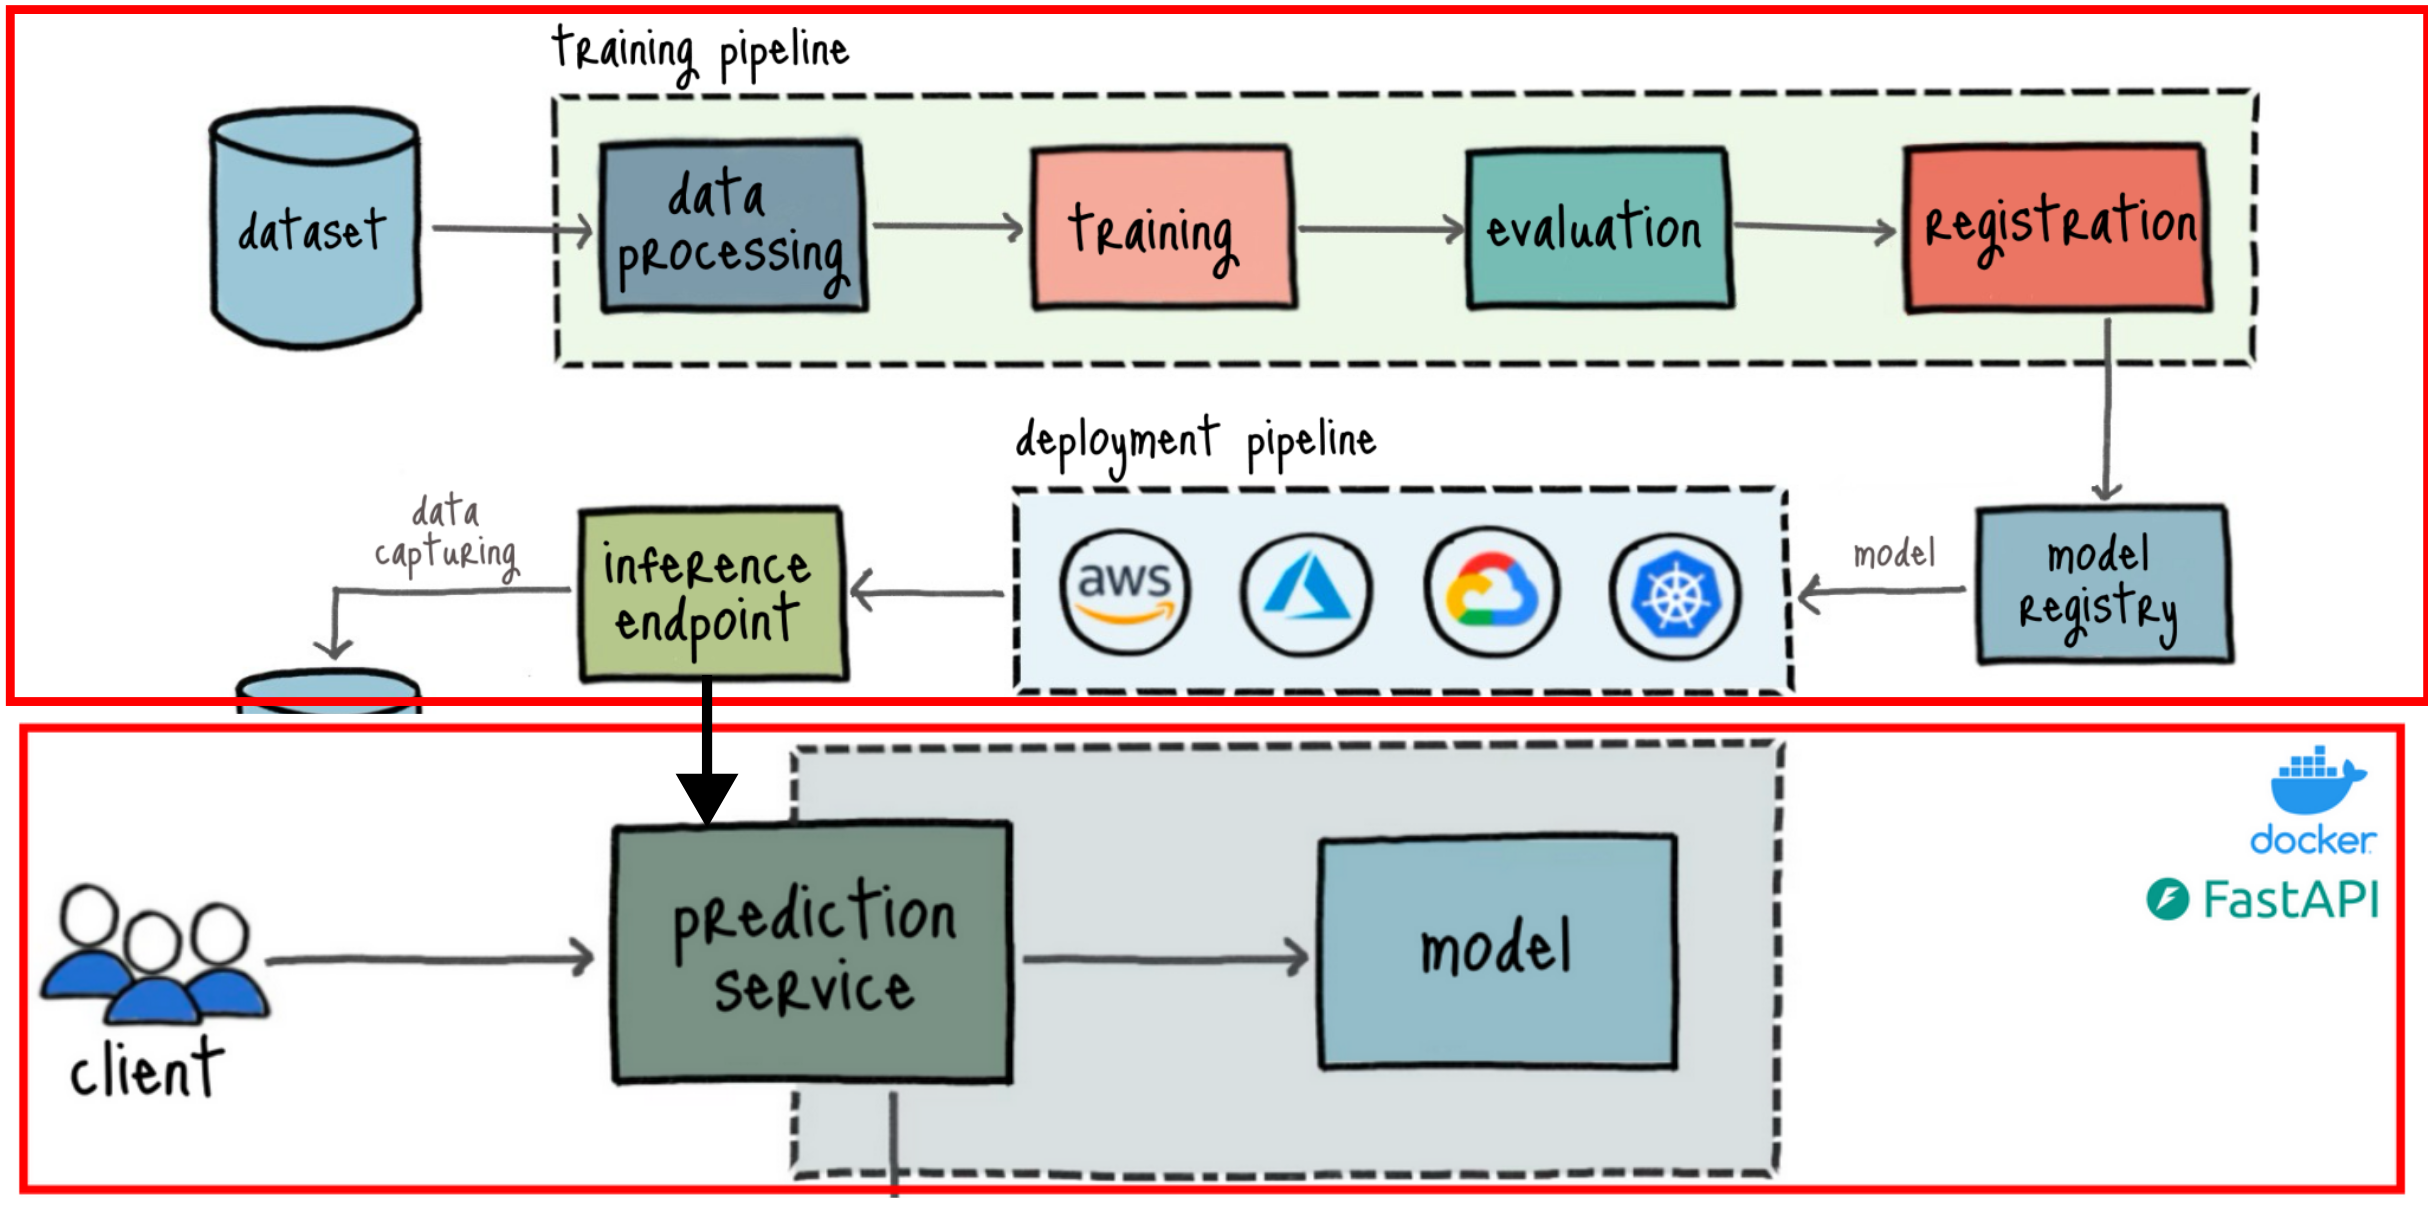 training pipeline
dataset
data
processing
training
evaluation
registration
deployment pipeline
data
capturing
inference
endpoint
aws
model
model
registry
docker
FastAPI
prediction
service
model
client